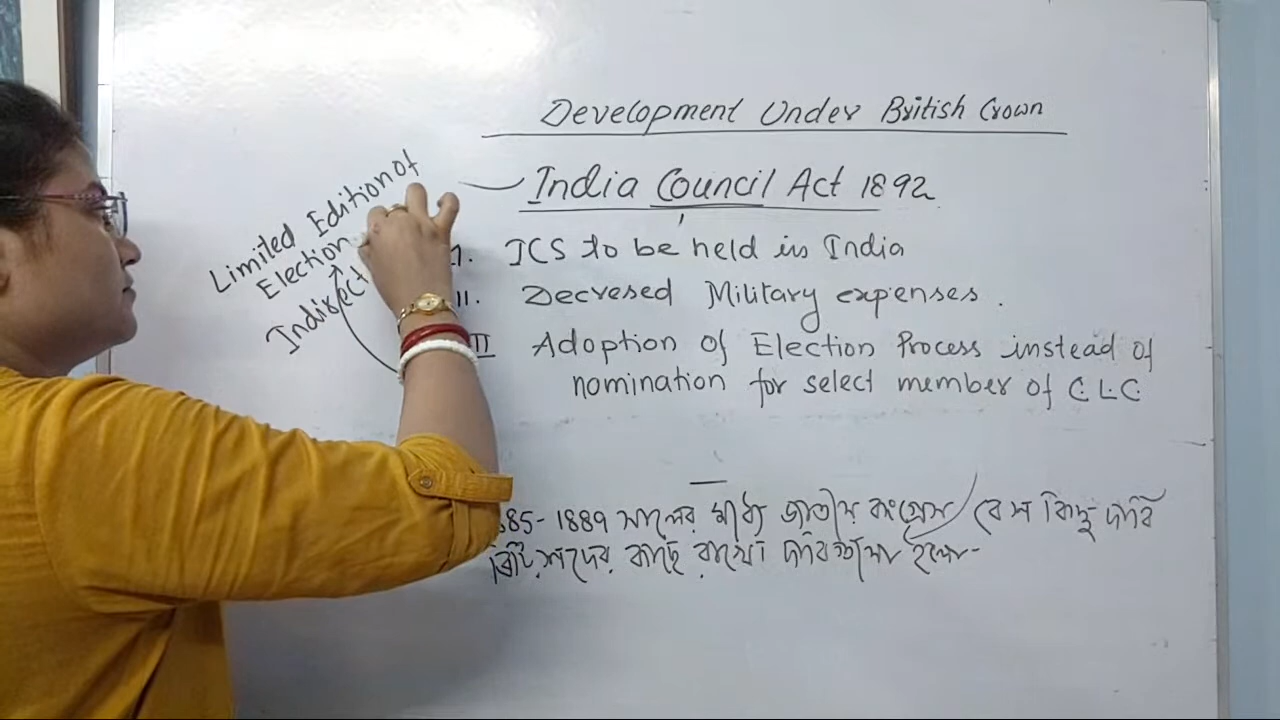 Development Under British Crown
India Council Act 1892
I. ICS to be held in India
II. Decresed Military expenses.
III Adoption of Election Process instead of
nomination for select member of C.L.C
Limited Edition of
Election
Indirect
885-1889 সালের মধ্যে জাতীয় কংগ্রেস বেশ কিছু দাবি
ব্রিটিশদের কাছে রাখে। দাবি গুলো হলো-